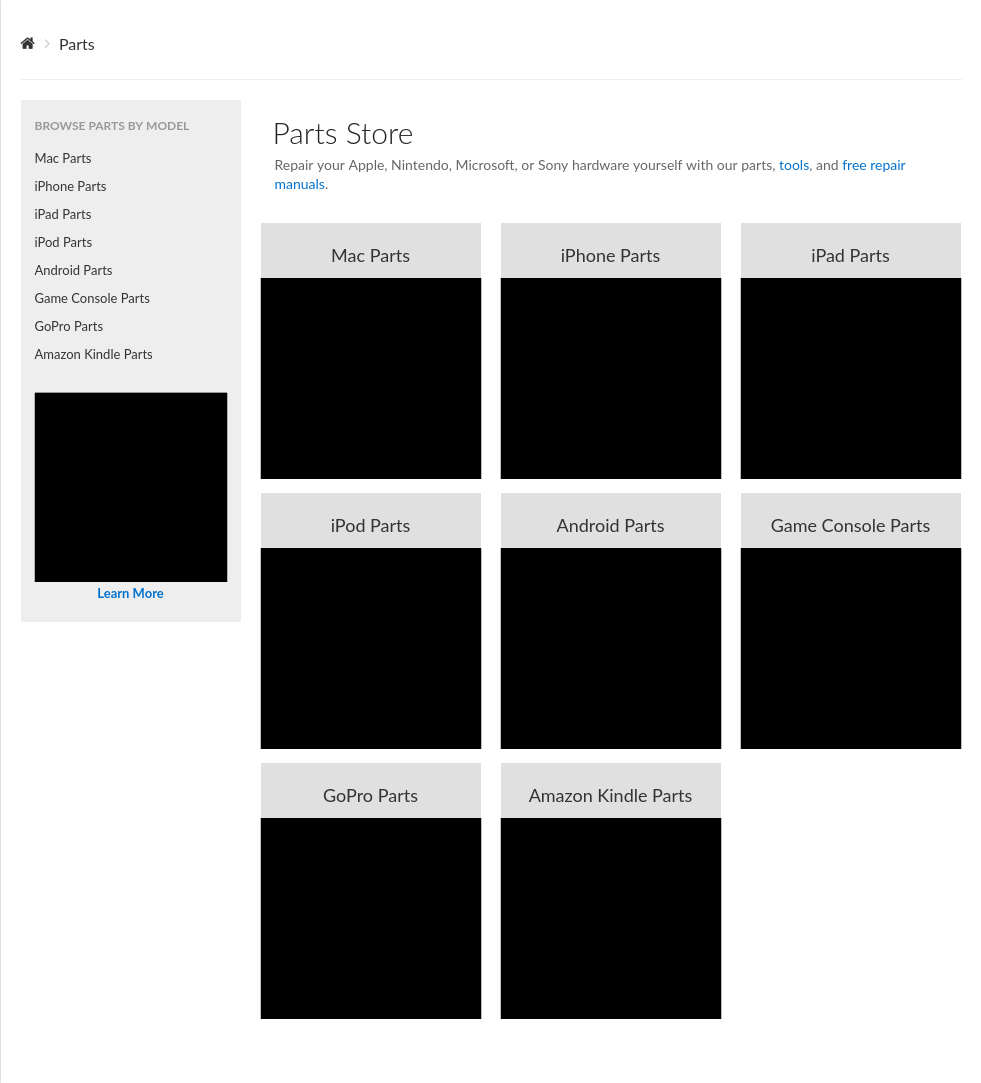 Parts
BROWSE PARTS BY MODEL
Mac Parts
iPhone Parts
iPad Parts
iPod Parts
Android Parts
Game Console Parts
GoPro Parts
Amazon Kindle Parts
Learn More
Parts Store
Repair your Apple, Nintendo, Microsoft, or Sony hardware yourself with our parts, tools, and free repair
manuals.
Mac Parts
iPhone Parts
iPad Parts
iPod Parts
Android Parts
Game Console Parts
GoPro Parts
Amazon Kindle Parts